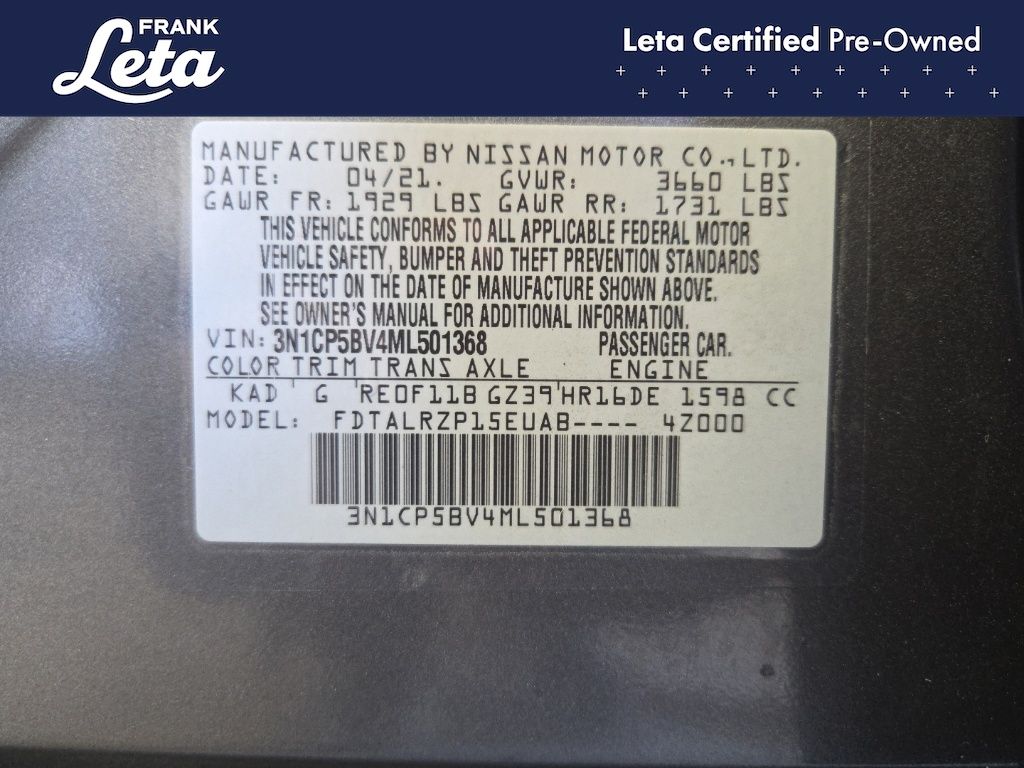 FRANK
Leta
Leta Certified Pre-Owned
MANUFACTURED BY NISSAN MOTOR CO., LTD.
DATE: 04/21. GVWR: 3660 LBS
GAWR FR: 1929 LBS GAWR RR: 1731 LBS
THIS VEHICLE CONFORMS TO ALL APPLICABLE FEDERAL MOTOR
VEHICLE SAFETY, BUMPER AND THEFT PREVENTION STANDARDS
IN EFFECT ON THE DATE OF MANUFACTURE SHOWN ABOVE.
SEE OWNER'S MANUAL FOR ADDITIONAL INFORMATION.
VIN: 3N1CP5BV4ML501368 PASSENGER CAR.
COLOR TRIM TRANS AXLE ENGINE
KAD G RE0F11B GZ39 HR16DE 1598 CC
MODEL: FDTALRZP15EUAB---- 4Z000
3N1CP5BV4ML501368